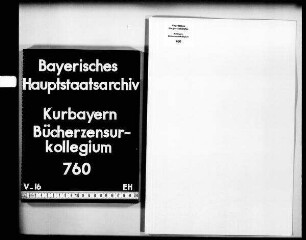 Bayerisches
Hauptstaatsarchiv
Kurbayern
Bücherzensur-
kollegium
760
V-16 EH